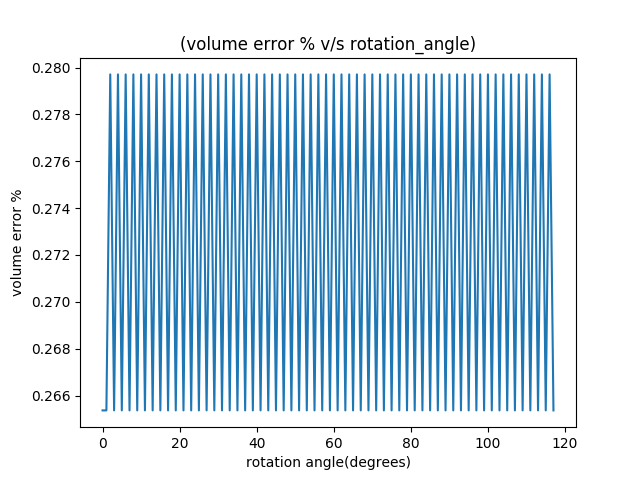 (volume error % v/s rotation_angle)
0.280
0.278
0.276
0.274
0.272
0.270
0.268
0.266
volume error %
0 20 40 60 80 100 120
rotation angle(degrees)